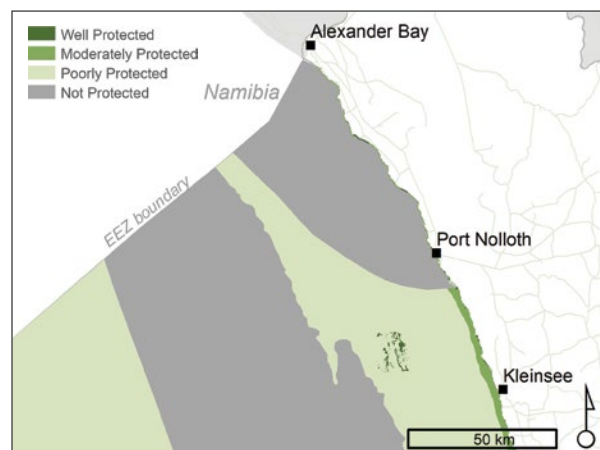 Well Protected
Moderately Protected
Poorly Protected
Not Protected
Alexander Bay
Namibia
EEZ boundary
Port Nolloth
Kleinsee
50 km